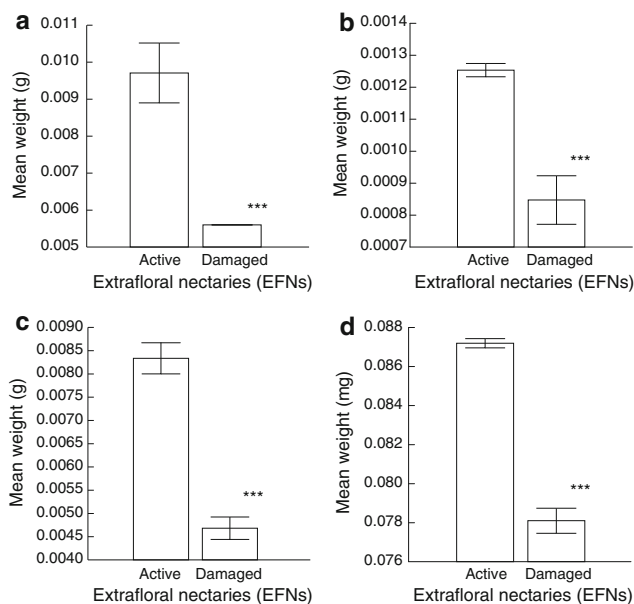 a
Mean weight (g)
0.011
0.010
0.009
0.008
0.007
0.006
0.005
***
Active Damaged
Extrafloral nectaries (EFNs)
b
Mean weight (g)
0.0014
0.0013
0.0012
0.0011
0.0010
0.0009
0.0008
0.0007
***
Active Damaged
Extrafloral nectaries (EFNs)
c
Mean weight (g)
0.0090
0.0085
0.0080
0.0075
0.0070
0.0065
0.0060
0.0055
0.0050
0.0045
0.0040
***
Active Damaged
Extrafloral nectaries (EFNs)
d
Mean weight (mg)
0.088
0.086
0.084
0.082
0.080
0.078
0.076
***
Active Damaged
Extrafloral nectaries (EFNs)